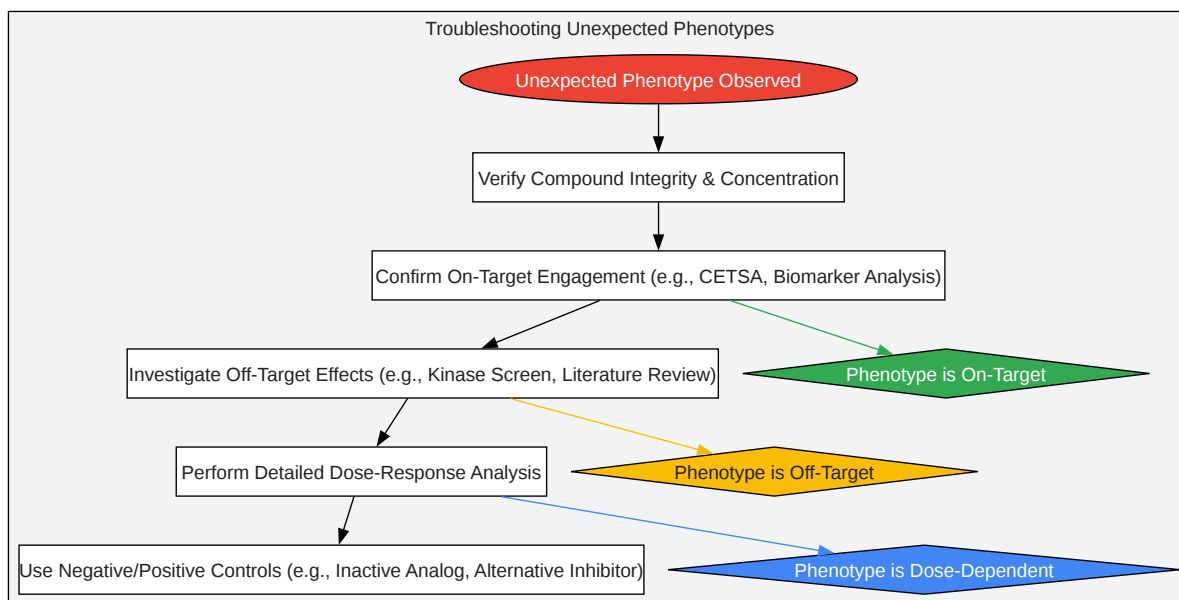 Troubleshooting Unexpected Phenotypes
Unexpected Phenotype Observed
Verify Compound Integrity & Concentration
Confirm On-Target Engagement (e.g., CETSA, Biomarker Analysis)
Investigate Off-Target Effects (e.g., Kinase Screen, Literature Review)
Phenotype is On-Target
Perform Detailed Dose-Response Analysis
Phenotype is Off-Target
Use Negative/Positive Controls (e.g., Inactive Analog, Alternative Inhibitor)
Phenotype is Dose-Dependent